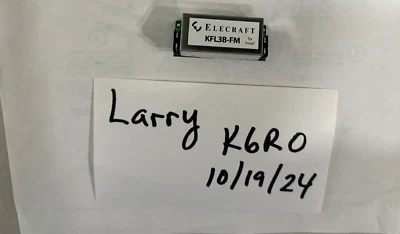 ELECRAFT
KFL3B-FM
Larry K6RO
10/19/24